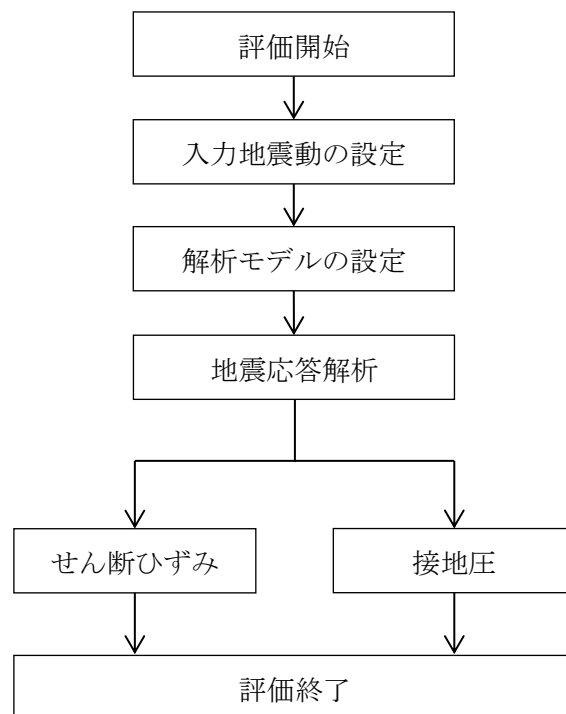 評価開始
入力地震動の設定
解析モデルの設定
地震応答解析
せん断ひずみ
接地圧
評価終了